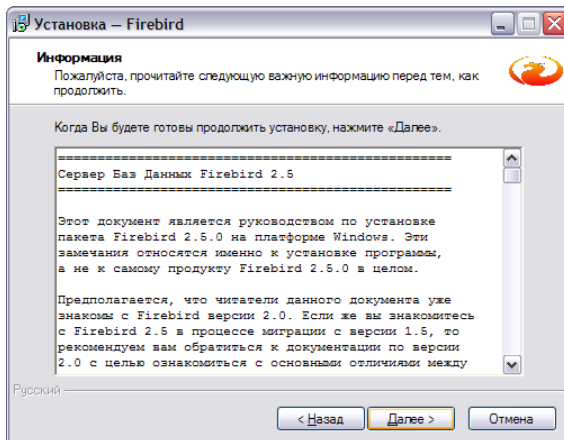 Установка — Firebird
Информация
Пожалуйста, прочитайте следующую важную информацию перед тем, как
продолжить.
Когда Вы будете готовы продолжить установку, нажмите «Далее».
==================================================
Сервер Баз Данных Firebird 2.5
==================================================
Этот документ является руководством по установке
пакета Firebird 2.5.0 на платформе Windows. Эти
замечания относятся именно к установке программы,
а не к самому продукту Firebird 2.5.0 в целом.
Предполагается, что читатели данного документа уже
знакомы с Firebird версии 2.0. Если же вы знакомитесь
с Firebird 2.5 в процессе миграции с версии 1.5, то
рекомендуем вам обратиться к документации по версии
2.0 с целью ознакомиться с основными отличиями между
Русский
< Назад Далее > Отмена